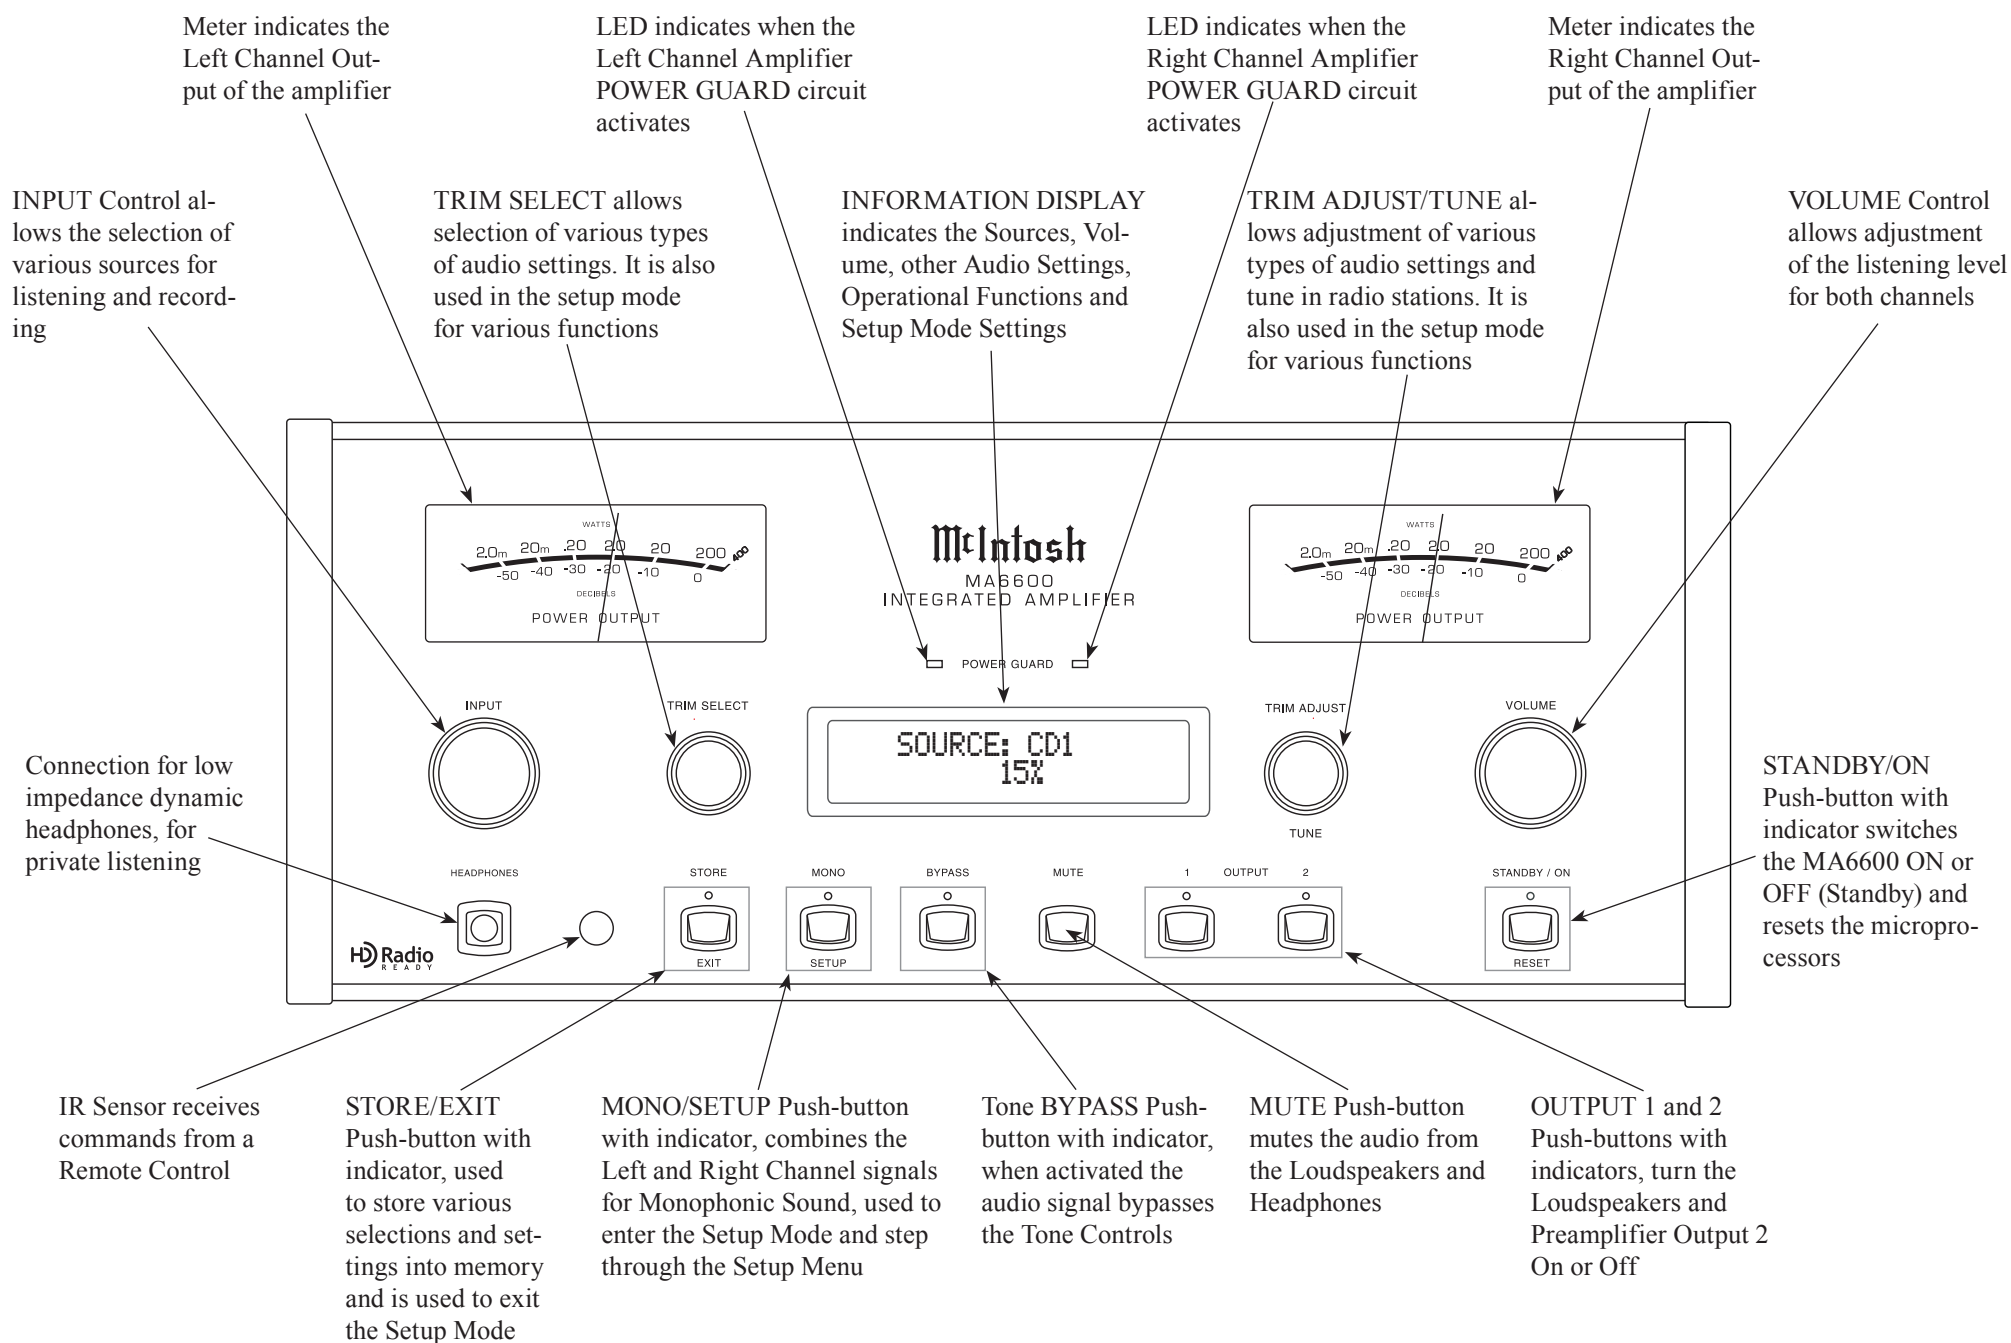 Meter indicates the
Left Channel Out-
put of the amplifier
LED indicates when the
Left Channel Amplifier
POWER GUARD circuit
activates
LED indicates when the
Right Channel Amplifier
POWER GUARD circuit
activates
Meter indicates the
Right Channel Out-
put of the amplifier
INPUT Control al-
lows the selection of
various sources for
listening and record-
ing
TRIM SELECT allows
selection of various types
of audio settings. It is also
used in the setup mode
for various functions
INFORMATION DISPLAY
indicates the Sources, Vol-
ume, other Audio Settings,
Operational Functions and
Setup Mode Settings
TRIM ADJUST/TUNE al-
lows adjustment of various
types of audio settings and
tune in radio stations. It is
also used in the setup mode
for various functions
VOLUME Control
allows adjustment
of the listening level
for both channels
WATTS
2.0m 20m .20 2.0 20 200 400
-50 -40 -30 -20 -10 0
DECIBELS
POWER OUTPUT
McIntosh
MA6600
INTEGRATED AMPLIFIER
WATTS
2.0m 20m .20 2.0 20 200 400
-50 -40 -30 -20 -10 0
DECIBELS
POWER OUTPUT
POWER GUARD
INPUT
TRIM SELECT
TRIM ADJUST
VOLUME
SOURCE: CD1
15%
TUNE
Connection for low
impedance dynamic
headphones, for
private listening
STANDBY/ON
Push-button with
indicator switches
the MA6600 ON or
OFF (Standby) and
resets the micropro-
cessors
HEADPHONES
STORE
MONO
BYPASS
MUTE
1 OUTPUT 2
STANDBY / ON
HD Radio
READY
EXIT
SETUP
RESET
IR Sensor receives
commands from a
Remote Control
STORE/EXIT
Push-button with
indicator, used
to store various
selections and set-
tings into memory
and is used to exit
the Setup Mode
MONO/SETUP Push-button
with indicator, combines the
Left and Right Channel signals
for Monophonic Sound, used to
enter the Setup Mode and step
through the Setup Menu
Tone BYPASS Push-
button with indicator,
when activated the
audio signal bypasses
the Tone Controls
MUTE Push-button
mutes the audio from
the Loudspeakers and
Headphones
OUTPUT 1 and 2
Push-buttons with
indicators, turn the
Loudspeakers and
Preamplifier Output 2
On or Off